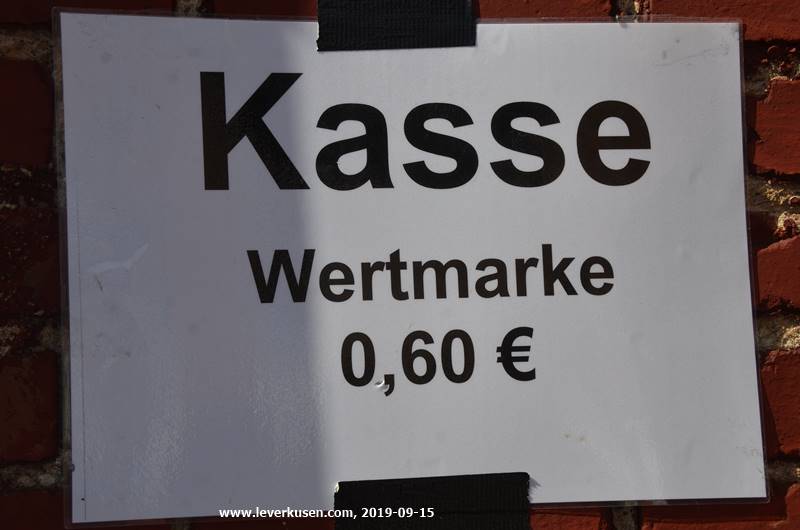 Kasse
Wertmarke
0,60 €
www.leverkusen.com, 2019-09-15